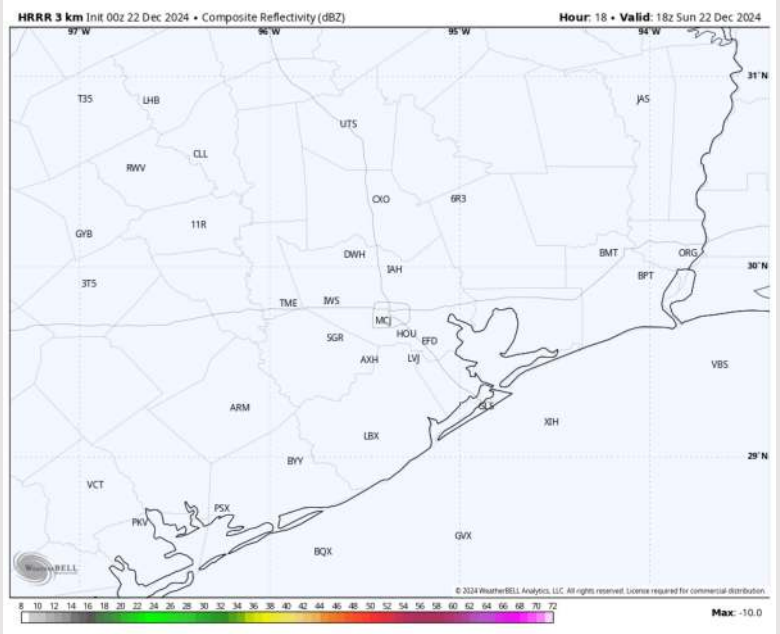 HRRR 3 km Init 00z 22 Dec 2024 • Composite Reflectivity (dBZ) Hour: 18 • Valid: 18z Sun 22 Dec 2024
97°W 96°W 95°W 94°W
31°N
T35 LHB JAS
UTS
CLL
RWV
CXO 6R3
11R
GYB
DWH BMT ORG
IAH 30°N
BPT
3T5
TME IWS
MCJ
HOU
SGR EFD
AXH LVJ
VBS
ARM GLS
XIH
LBX
29°N
BYY
VCT
PSX
PKV
GVX
BQX
WEATHERBELL
© 2024 WeatherBELL Analytics, LLC. All rights reserved. License required for commercial distribution.
8 10 12 14 16 18 20 22 24 26 28 30 32 34 36 38 40 42 44 46 48 50 52 54 56 58 60 62 64 66 68 70 72 Max: -10.0